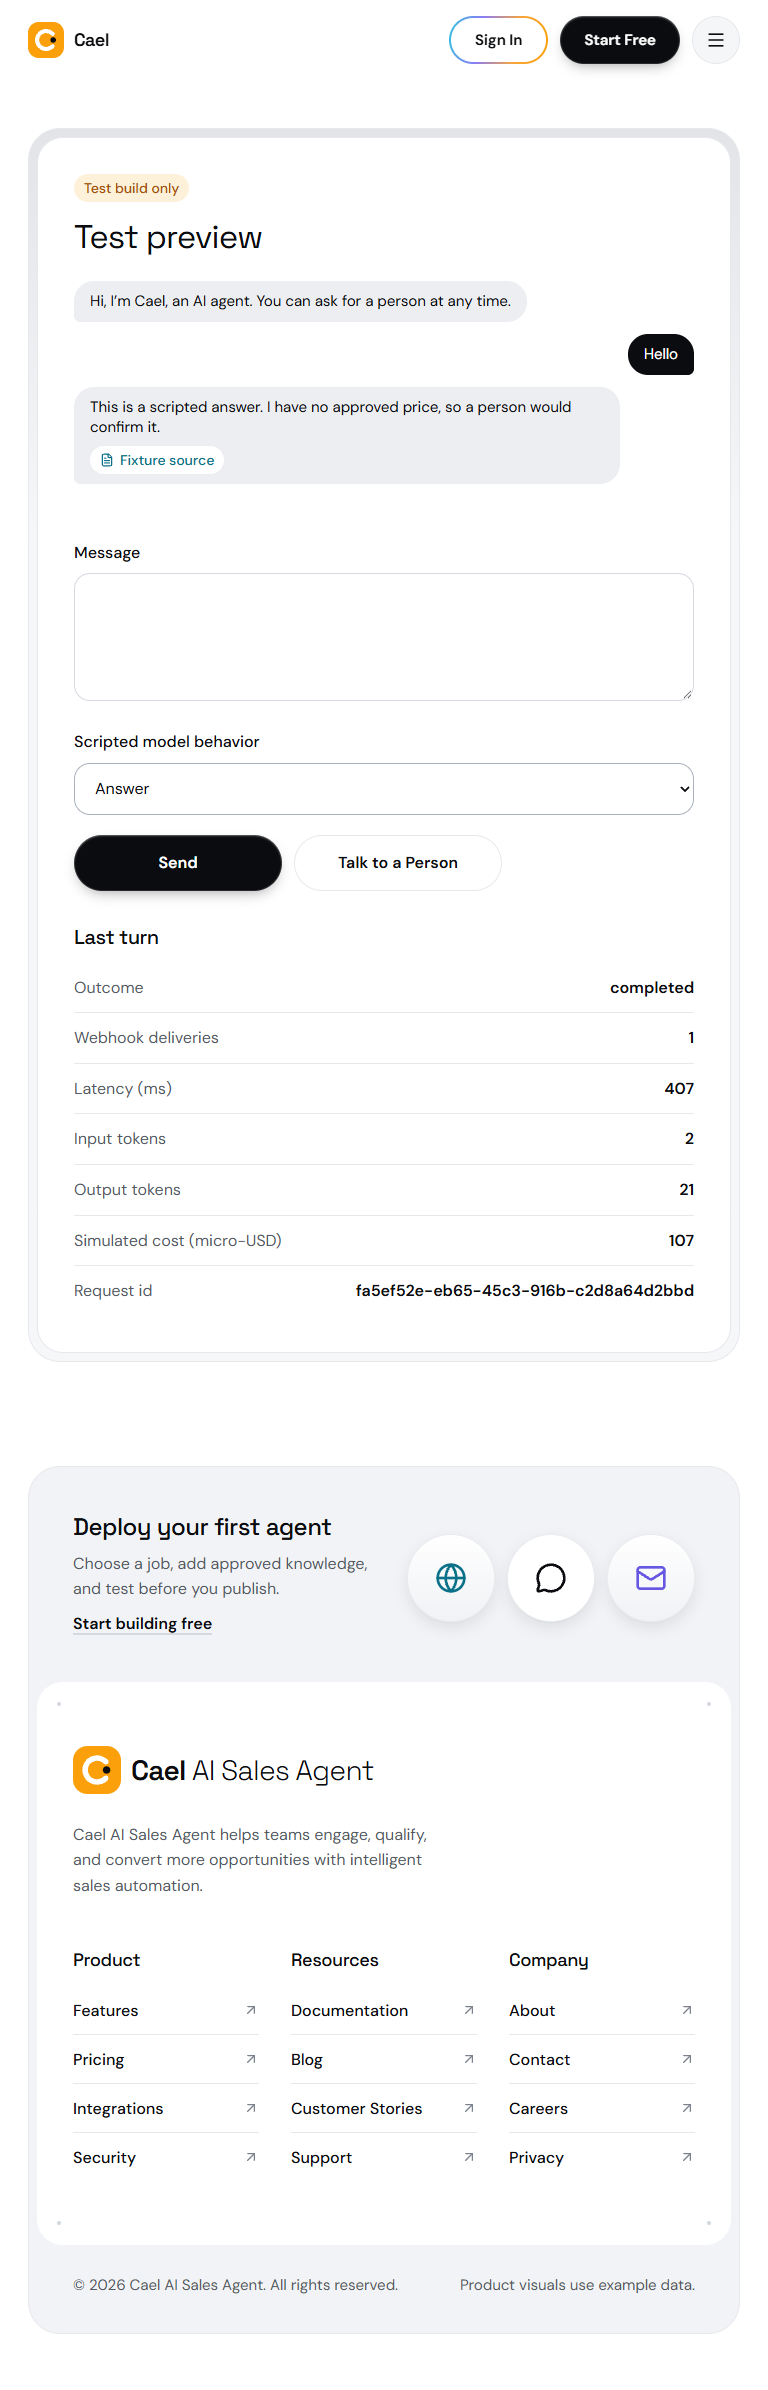 Cael
Sign In
Start Free
Test build only
Test preview
Hi, I’m Cael, an AI agent. You can ask for a person at any time.
Hello
This is a scripted answer. I have no approved price, so a person would
confirm it.
Fixture source
Message
Scripted model behavior
Answer
Send
Talk to a Person
Last turn
Outcome completed
Webhook deliveries 1
Latency (ms) 407
Input tokens 2
Output tokens 21
Simulated cost (micro-USD) 107
Request id fa5ef52e-eb65-45c3-916b-c2d8a64d2bbd
Deploy your first agent
Choose a job, add approved knowledge,
and test before you publish.
Start building free
Cael AI Sales Agent
Cael AI Sales Agent helps teams engage, qualify,
and convert more opportunities with intelligent
sales automation.
Product
Features
Pricing
Integrations
Security
Resources
Documentation
Blog
Customer Stories
Support
Company
About
Contact
Careers
Privacy
© 2026 Cael AI Sales Agent. All rights reserved.
Product visuals use example data.